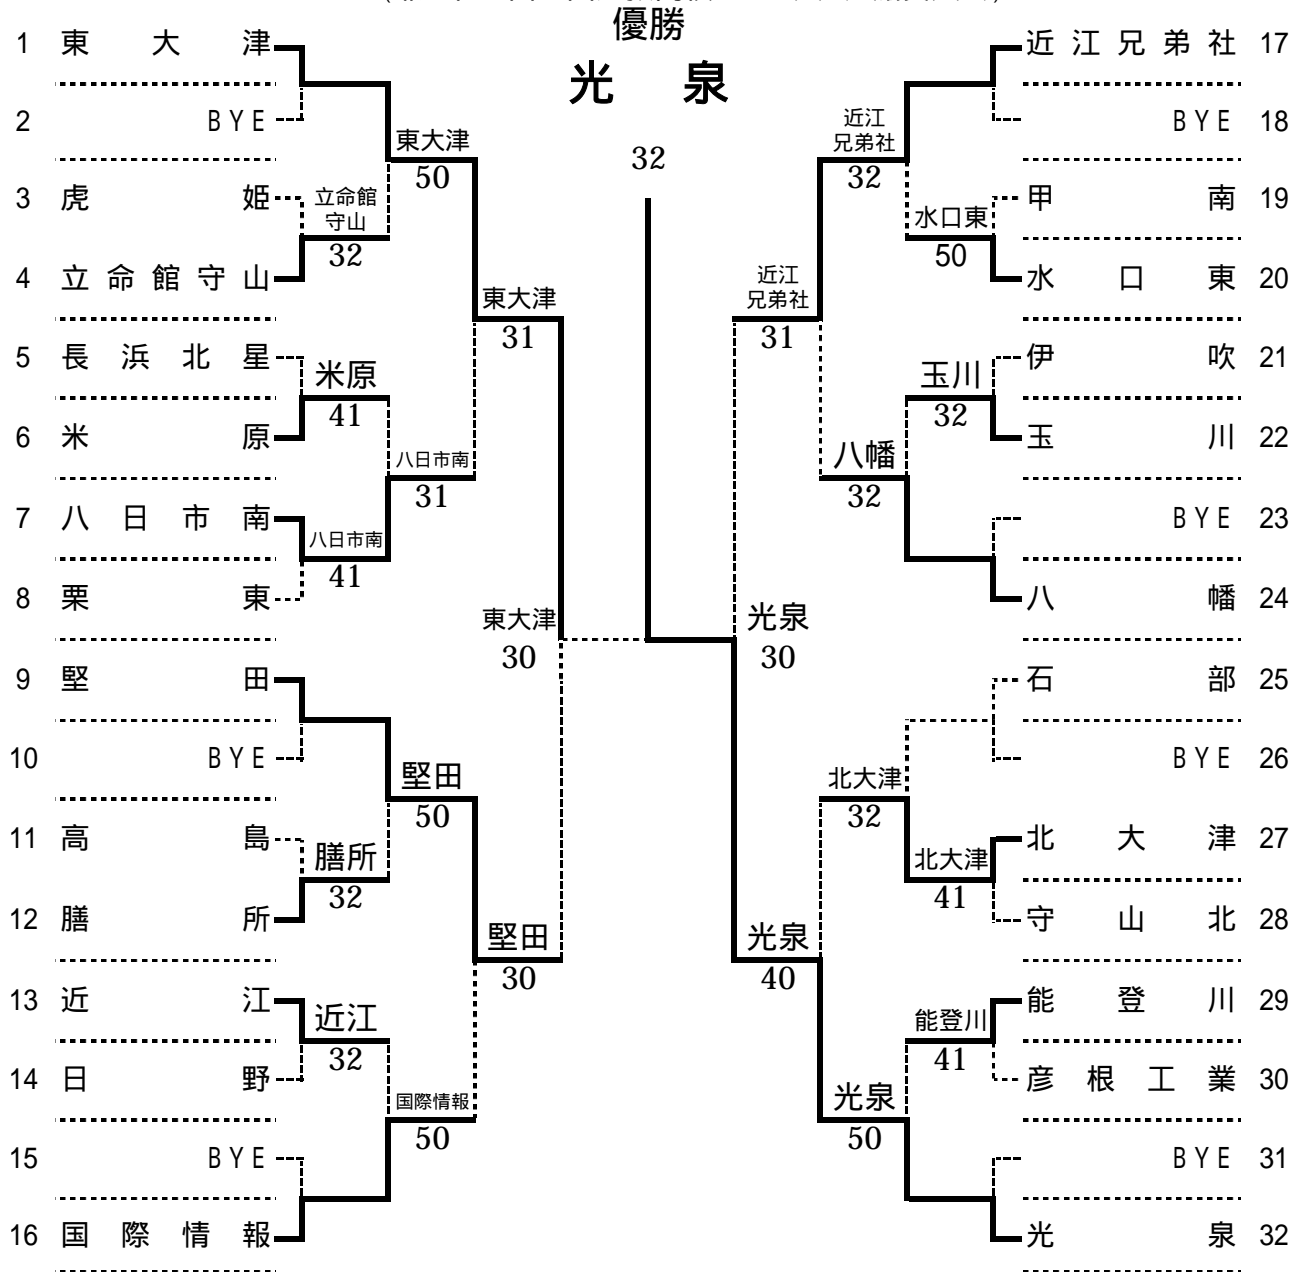 優勝
光 泉
32
1 東 大 津
2 BYE
3 虎 姫
4 立命館守山
5 長浜北星
6 米 原
7 八日市南
8 栗 東
9 堅 田
10 BYE
11 高 島
12 膳 所
13 近 江
14 日 野
15 BYE
16 国際情報
立命館
守山
32
米原
41
八日市南
41
膳所
32
近江
32
東大津
50
八日市南
31
堅田
50
国際情報
50
東大津
31
堅田
30
東大津
30
光泉
30
近江
兄弟社
31
光泉
40
近江
兄弟社
32
八幡
32
北大津
32
光泉
50
水口東
50
玉川
32
北大津
41
能登川
41
近江兄弟社 17
BYE 18
甲 南 19
水 口 東 20
伊 吹 21
玉 川 22
BYE 23
八 幡 24
石 部 25
BYE 26
北 大 津 27
守 山 北 28
能 登 川 29
彦根工業 30
BYE 31
光 泉 32